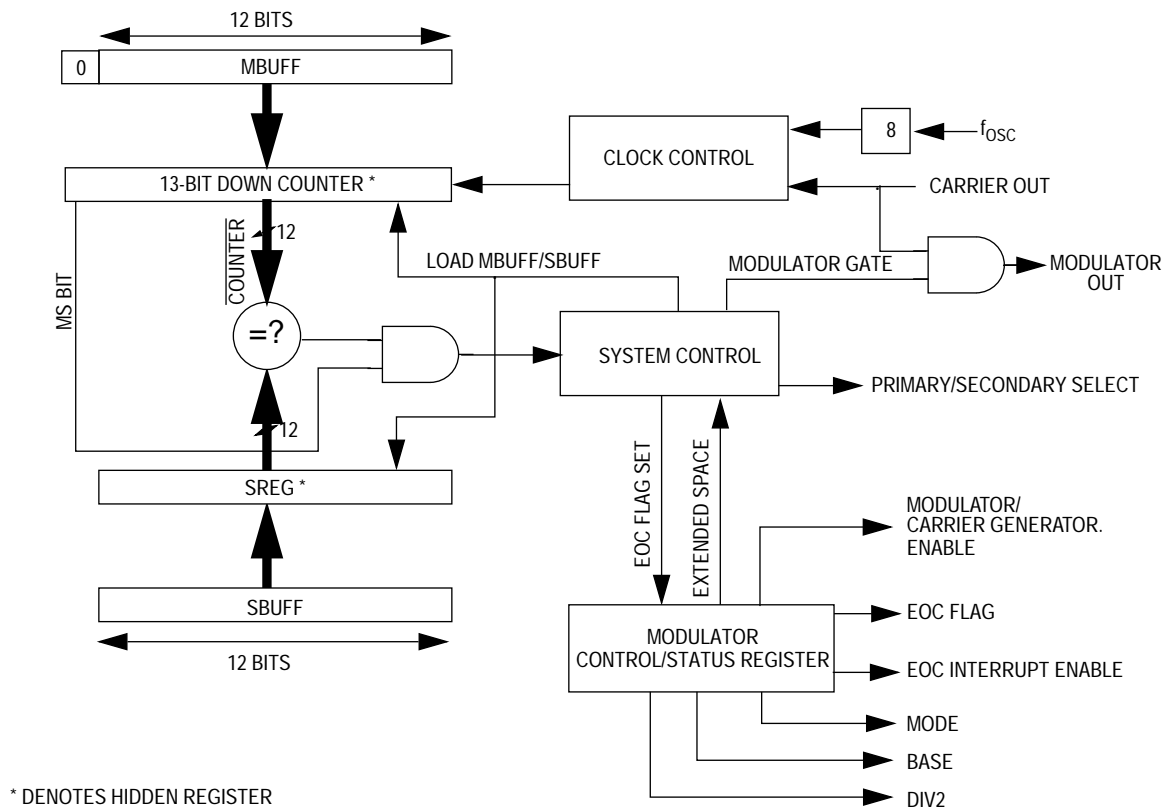 12 BITS
0
MBUFF
8
fOSC
CLOCK CONTROL
13-BIT DOWN COUNTER *
CARRIER OUT
12
COUNTER
LOAD MBUFF/SBUFF
MODULATOR GATE
MODULATOR
OUT
MS BIT
=?
SYSTEM CONTROL
PRIMARY/SECONDARY SELECT
12
SREG *
EOC FLAG SET
EXTENDED SPACE
MODULATOR/
CARRIER GENERATOR.
ENABLE
SBUFF
EOC FLAG
12 BITS
MODULATOR
CONTROL/STATUS REGISTER
EOC INTERRUPT ENABLE
MODE
BASE
DIV2
* DENOTES HIDDEN REGISTER